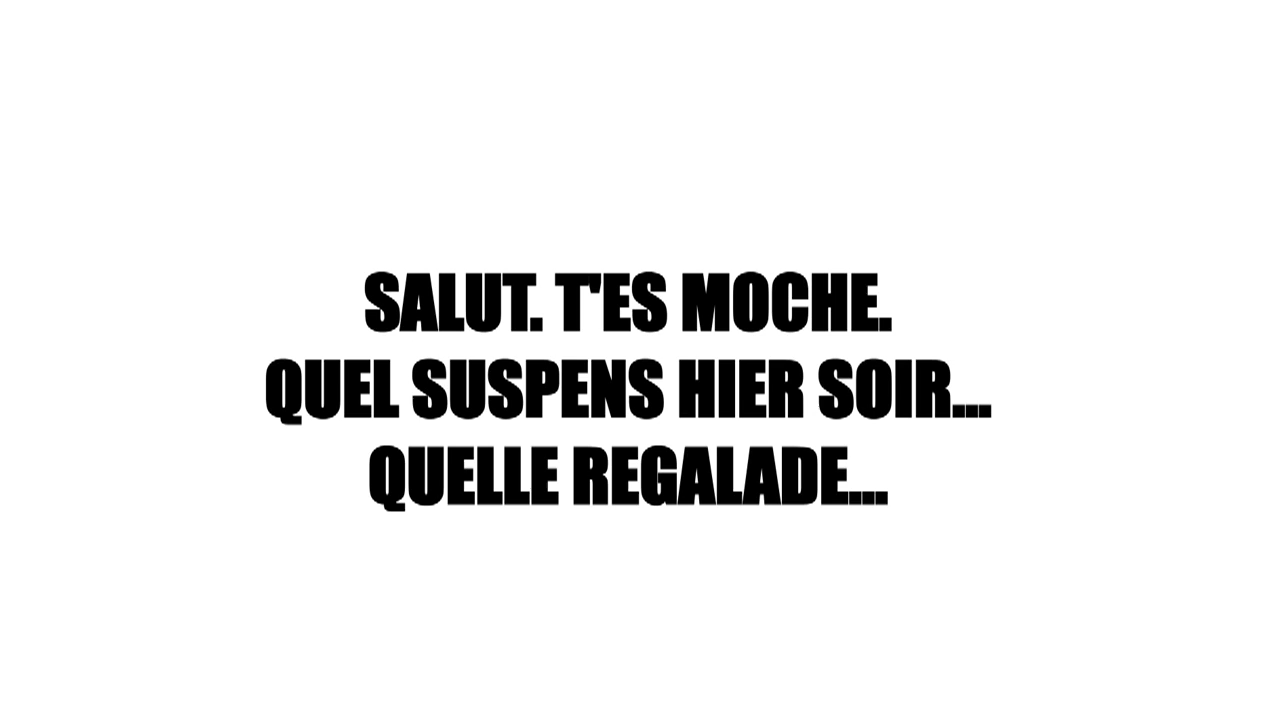 SALUT. T'ES MOCHE.
QUEL SUSPENS HIER SOIR...
QUELLE REGALADE...